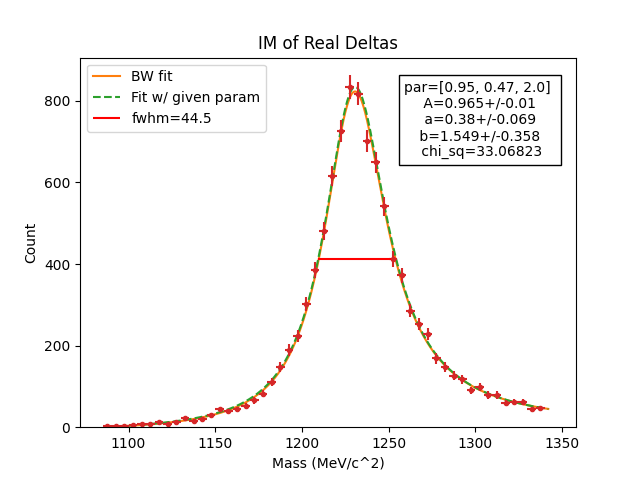 IM of Real Deltas
BW fit
Fit w/ given param
fwhm=44.5
par=[0.95, 0.47, 2.0]
A=0.965+/-0.01
a=0.38+/-0.069
b=1.549+/-0.358
chi_sq=33.06823
Count
800
600
400
200
0
1100
1150
1200
1250
1300
1350
Mass (MeV/c^2)